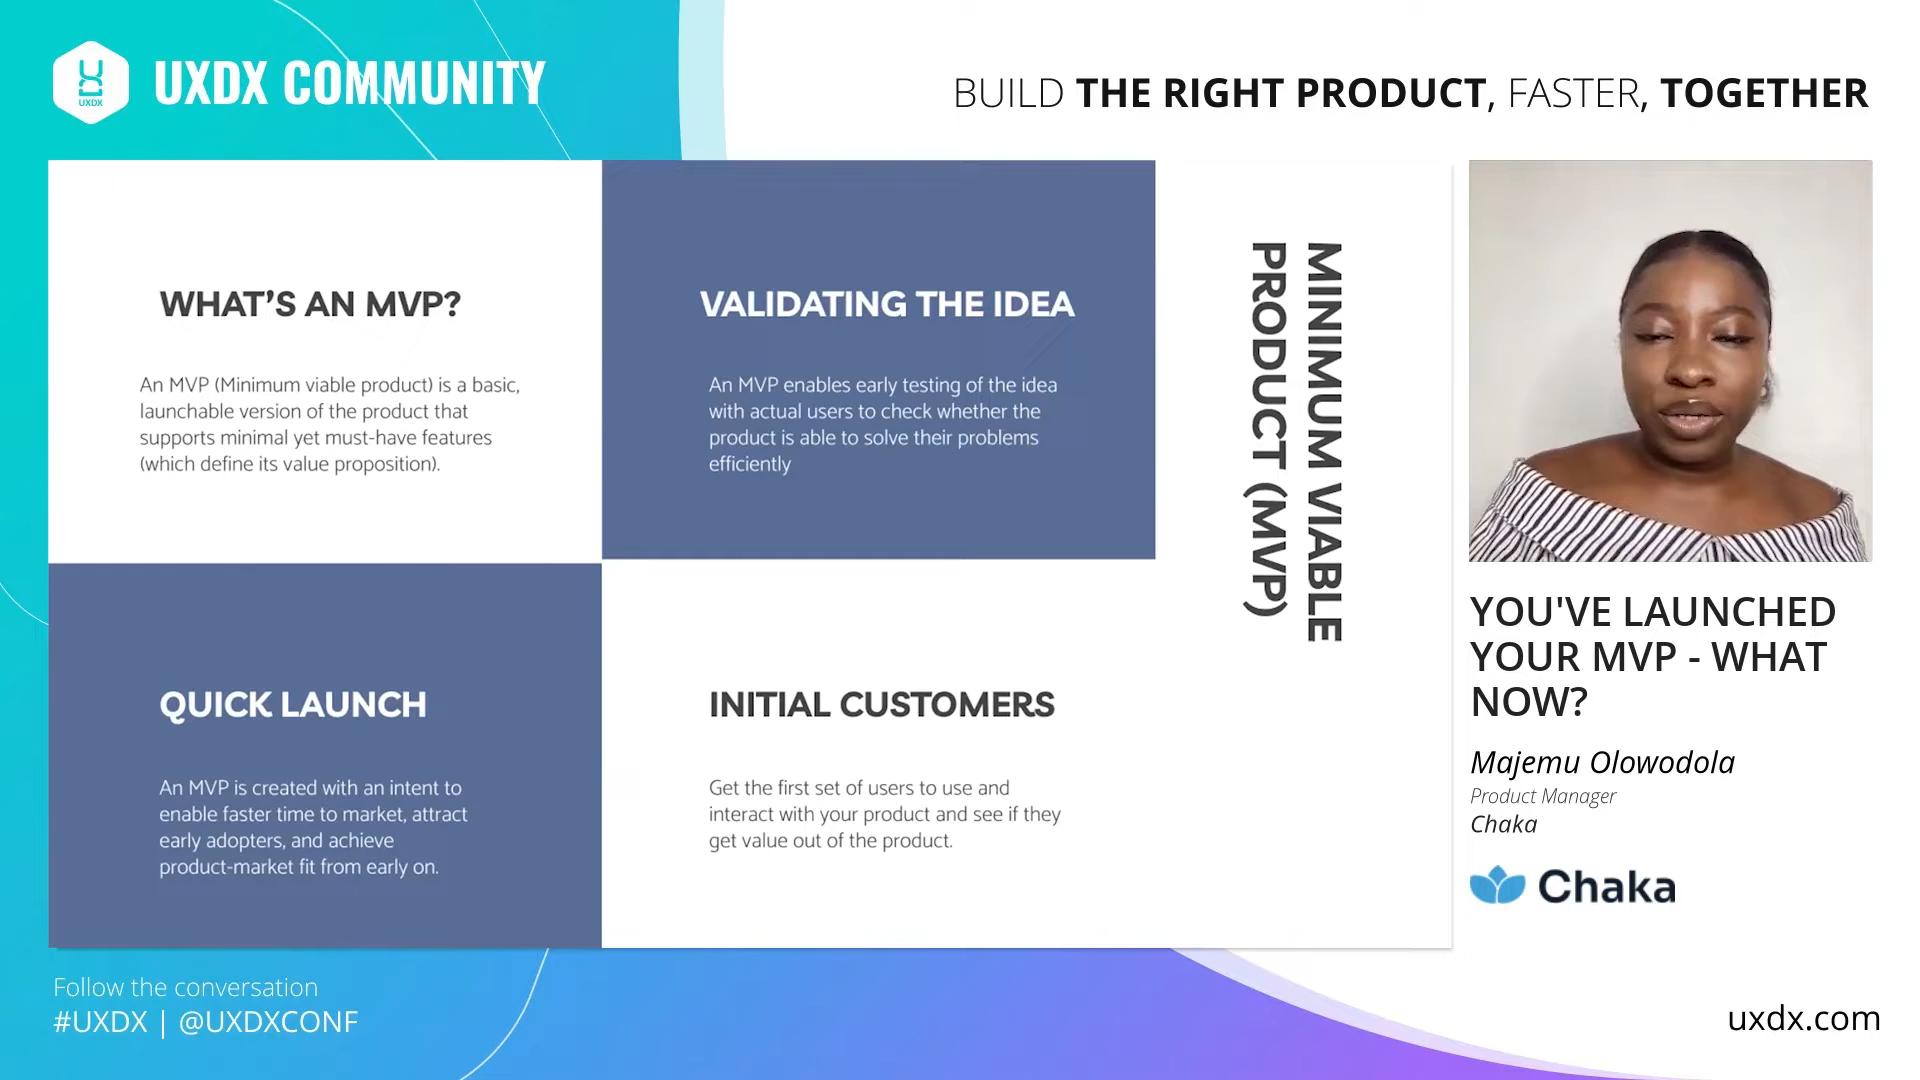 UXDX
UXDX COMMUNITY
BUILD THE RIGHT PRODUCT, FASTER, TOGETHER
WHAT'S AN MVP?
An MVP (Minimum viable product) is a basic,
launchable version of the product that
supports minimal yet must-have features
(which define its value proposition).
VALIDATING THE IDEA
An MVP enables early testing of the idea
with actual users to check whether the
product is able to solve their problems
efficiently
QUICK LAUNCH
An MVP is created with an intent to
enable faster time to market, attract
early adopters, and achieve
product-market fit from early on.
INITIAL CUSTOMERS
Get the first set of users to use and
interact with your product and see if they
get value out of the product.
MINIMUM VIABLE
PRODUCT (MVP)
YOU'VE LAUNCHED
YOUR MVP - WHAT
NOW?
Majemu Olowodola
Product Manager
Chaka
Chaka
Follow the conversation
#UXDX | @UXDXCONF
uxdx.com